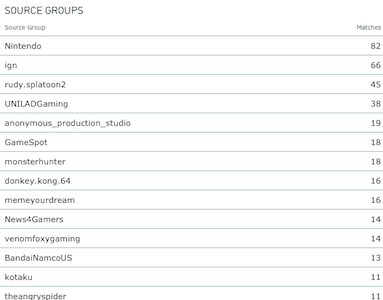 SOURCE GROUPS
Source Group Matches
Nintendo 82
ign 66
rudy.splatoon2 45
UNILADGaming 38
anonymous_production_studio 19
GameSpot 18
monsterhunter 18
donkey.kong.64 16
memeyourdream 16
News4Gamers 14
venomfoxygaming 14
BandaiNamcoUS 13
kotaku 11
theangryspider 11